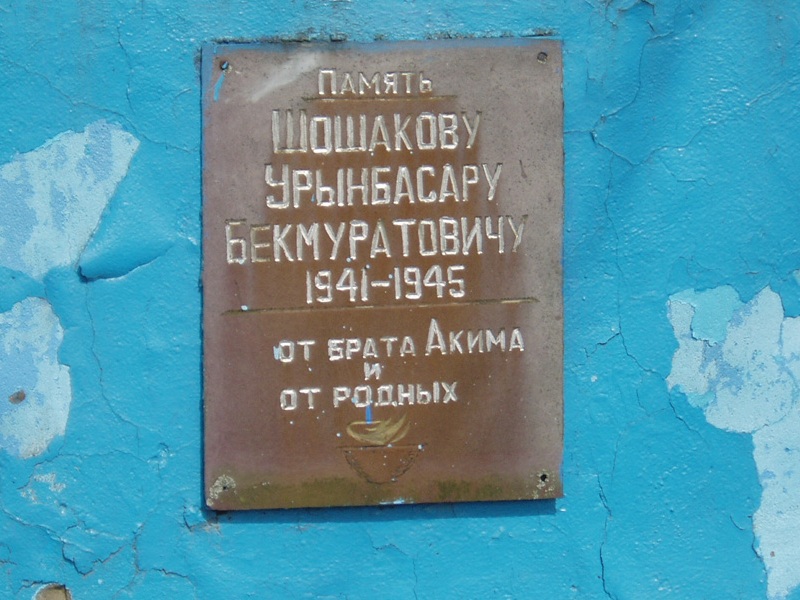 Память
Шошакову
Урынбасару
Бекмуратовичу
1941-1945
от брата Акима
и
от родных